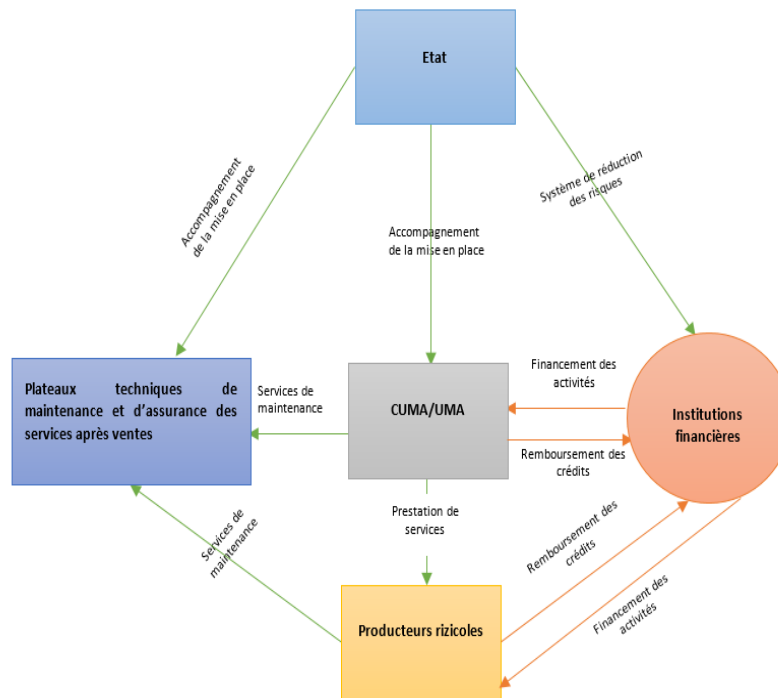 Etat
Accompagnement
de la mise en place
Accompagnement
de la mise en place
Système de réduction
des risques
Plateaux techniques de
maintenance et d’assurance des
services après ventes
Services de
maintenance
CUMA/UMA
Financement des
activités
Institutions
financières
Remboursement des
crédits
Prestation de
services
Services de
maintenance
Remboursement des
crédits
Financement des
activités
Producteurs rizicoles